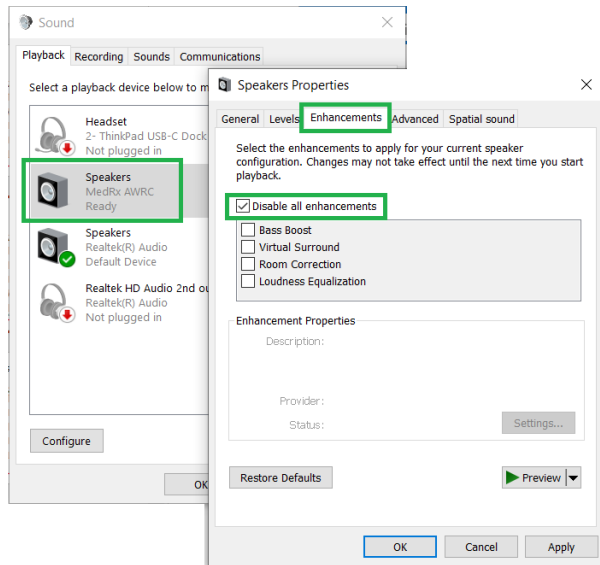 Sound
Playback Recording Sounds Communications
Select a playback device below to m
Headset
2- ThinkPad USB-C Dock
Not plugged in
Speakers
MedRx AWRC
Ready
Speakers
Realtek(R) Audio
Default Device
Realtek HD Audio 2nd ou
Realtek(R) Audio
Not plugged in
Configure
OK
Speakers Properties
General Levels Enhancements Advanced Spatial sound
Select the enhancements to apply for your current speaker
configuration. Changes may not take effect until the next time you start
playback.
Disable all enhancements
Bass Boost
Virtual Surround
Room Correction
Loudness Equalization
Enhancement Properties
Description:
Provider:
Status:
Settings...
Restore Defaults
Preview
OK Cancel Apply